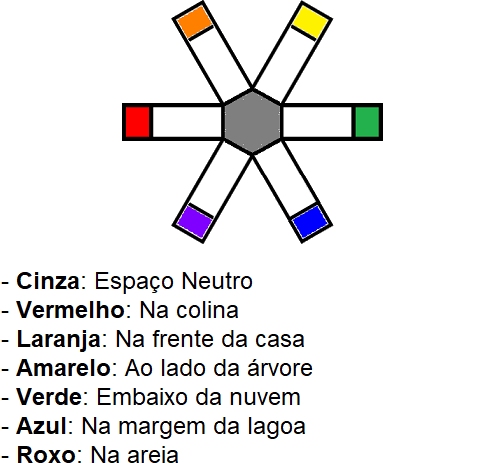 - Cinza: Espaço Neutro
- Vermelho: Na colina
- Laranja: Na frente da casa
- Amarelo: Ao lado da árvore
- Verde: Embaixo da nuvem
- Azul: Na margem da lagoa
- Roxo: Na areia